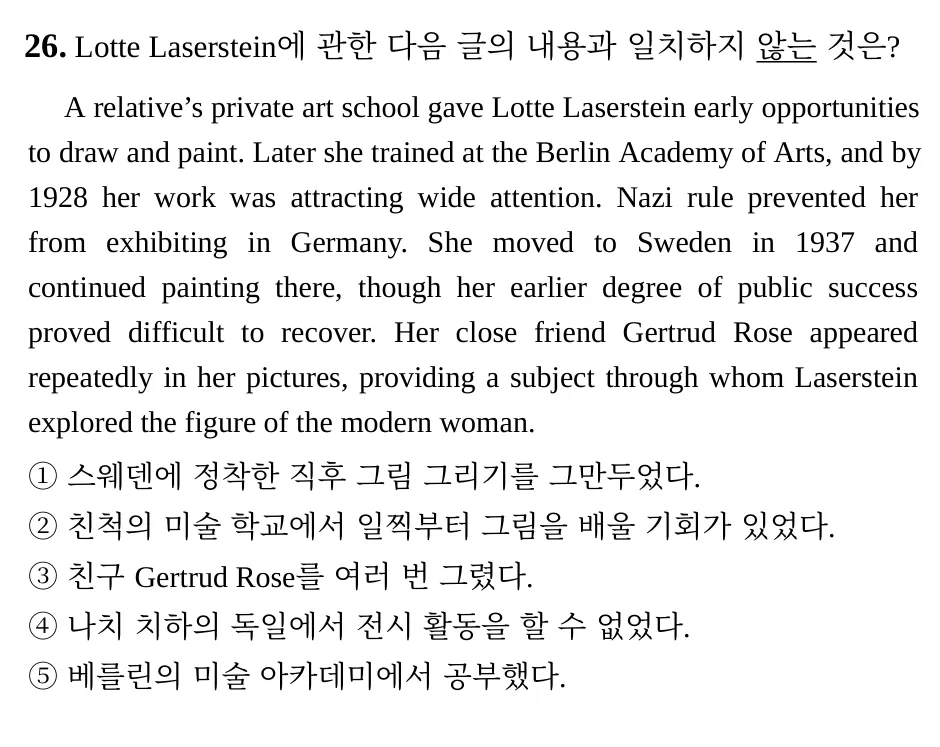 26. Lotte Laserstein에 관한 다음 글의 내용과 일치하지 않는 것은?
A relative’s private art school gave Lotte Laserstein early opportunities
to draw and paint. Later she trained at the Berlin Academy of Arts, and by
1928 her work was attracting wide attention. Nazi rule prevented her
from exhibiting in Germany. She moved to Sweden in 1937 and
continued painting there, though her earlier degree of public success
proved difficult to recover. Her close friend Gertrud Rose appeared
repeatedly in her pictures, providing a subject through whom Laserstein
explored the figure of the modern woman.
① 스웨덴에 정착한 직후 그림 그리기를 그만두었다.
② 친척의 미술 학교에서 일찍부터 그림을 배울 기회가 있었다.
③ 친구 Gertrud Rose를 여러 번 그렸다.
④ 나치 치하의 독일에서 전시 활동을 할 수 없었다.
⑤ 베를린의 미술 아카데미에서 공부했다.